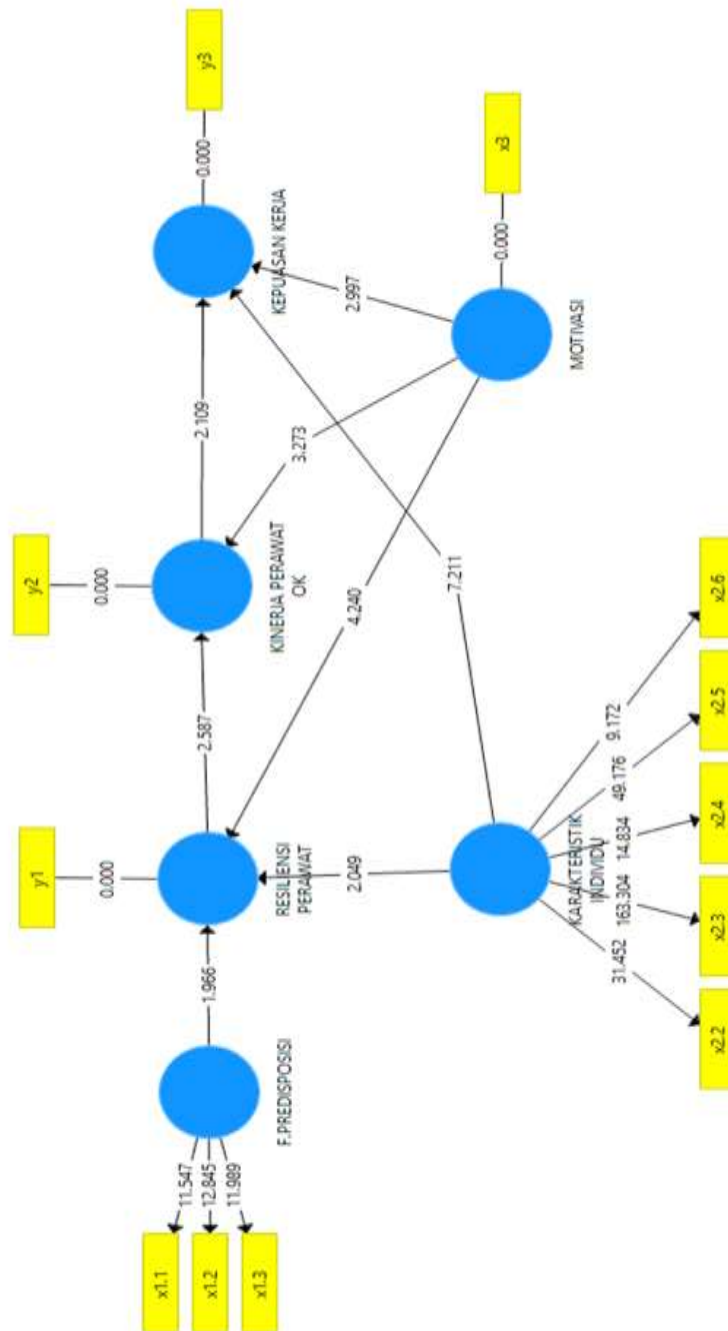 y1
y2
y3
0.000
0.000
0.000
x1.1
x1.2
x1.3
11.547
12.845
11.989
F.PREDISPOSISI
1.966
RESILIENSI
PERAWAT
2.587
KINERJA PERAWAT
OK
2.109
KEPUASAN KERJA
2.049
4.240
3.273
2.997
7.211
KARAKTERISTIK
INDIVIDU
MOTIVASI
0.000
x3
31.452
163.304
14.834
49.176
9.172
x2.2
x2.3
x2.4
x2.5
x2.6